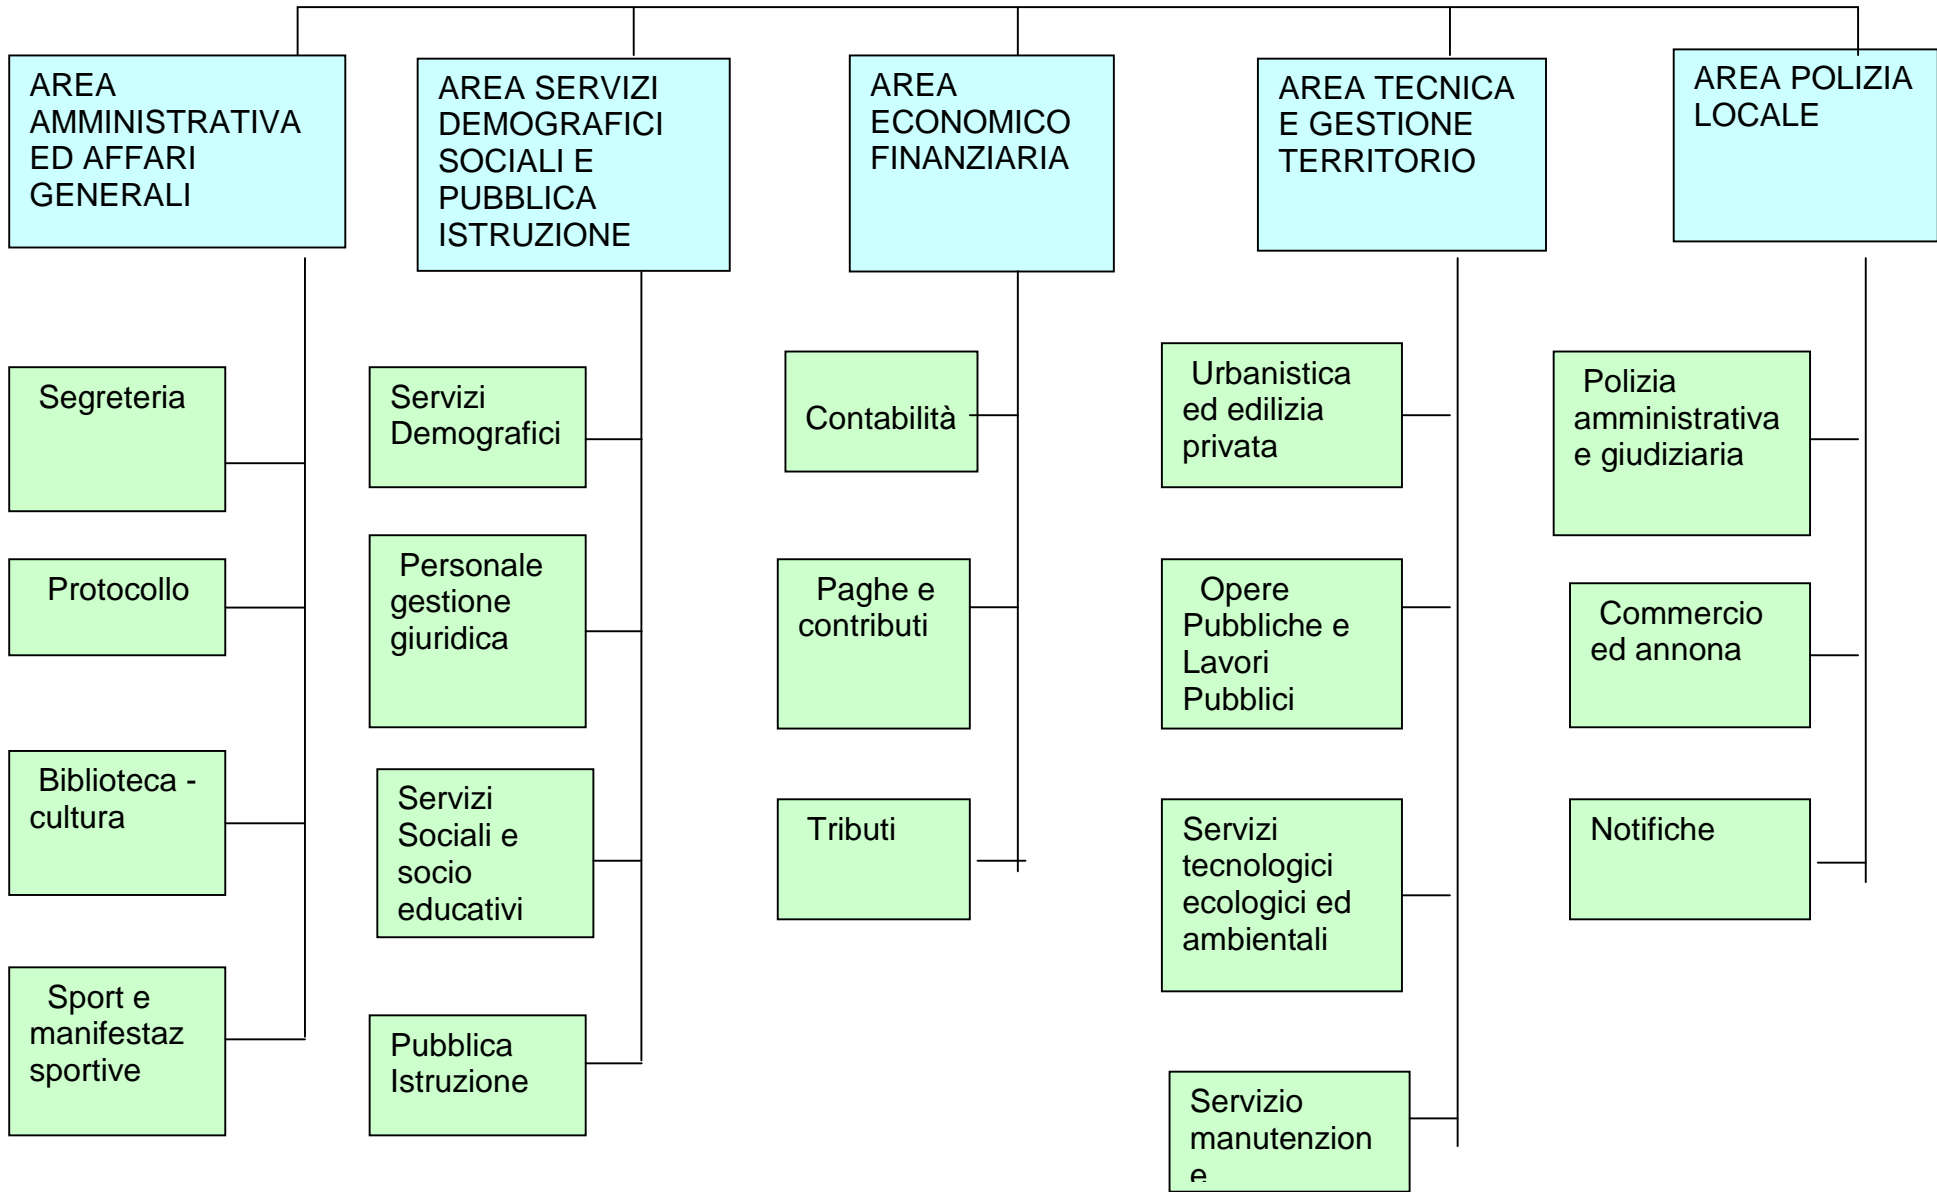 AREA
AMMINISTRATIVA
ED AFFARI
GENERALI
AREA SERVIZI
DEMOGRAFICI
SOCIALI E
PUBBLICA
ISTRUZIONE
AREA
ECONOMICO
FINANZIARIA
AREA TECNICA
E GESTIONE
TERRITORIO
AREA POLIZIA
LOCALE
Segreteria
Protocollo
Biblioteca -
cultura
Sport e
manifestaz
sportive
Servizi
Demografici
Personale
gestione
giuridica
Servizi
Sociali e
socio
educativi
Pubblica
Istruzione
Contabilità
Paghe e
contributi
Tributi
Urbanistica
ed edilizia
privata
Opere
Pubbliche e
Lavori
Pubblici
Servizi
tecnologici
ecologici ed
ambientali
Servizio
manutenzion
e
Polizia
amministrativa
e giudiziaria
Commercio
ed annona
Notifiche